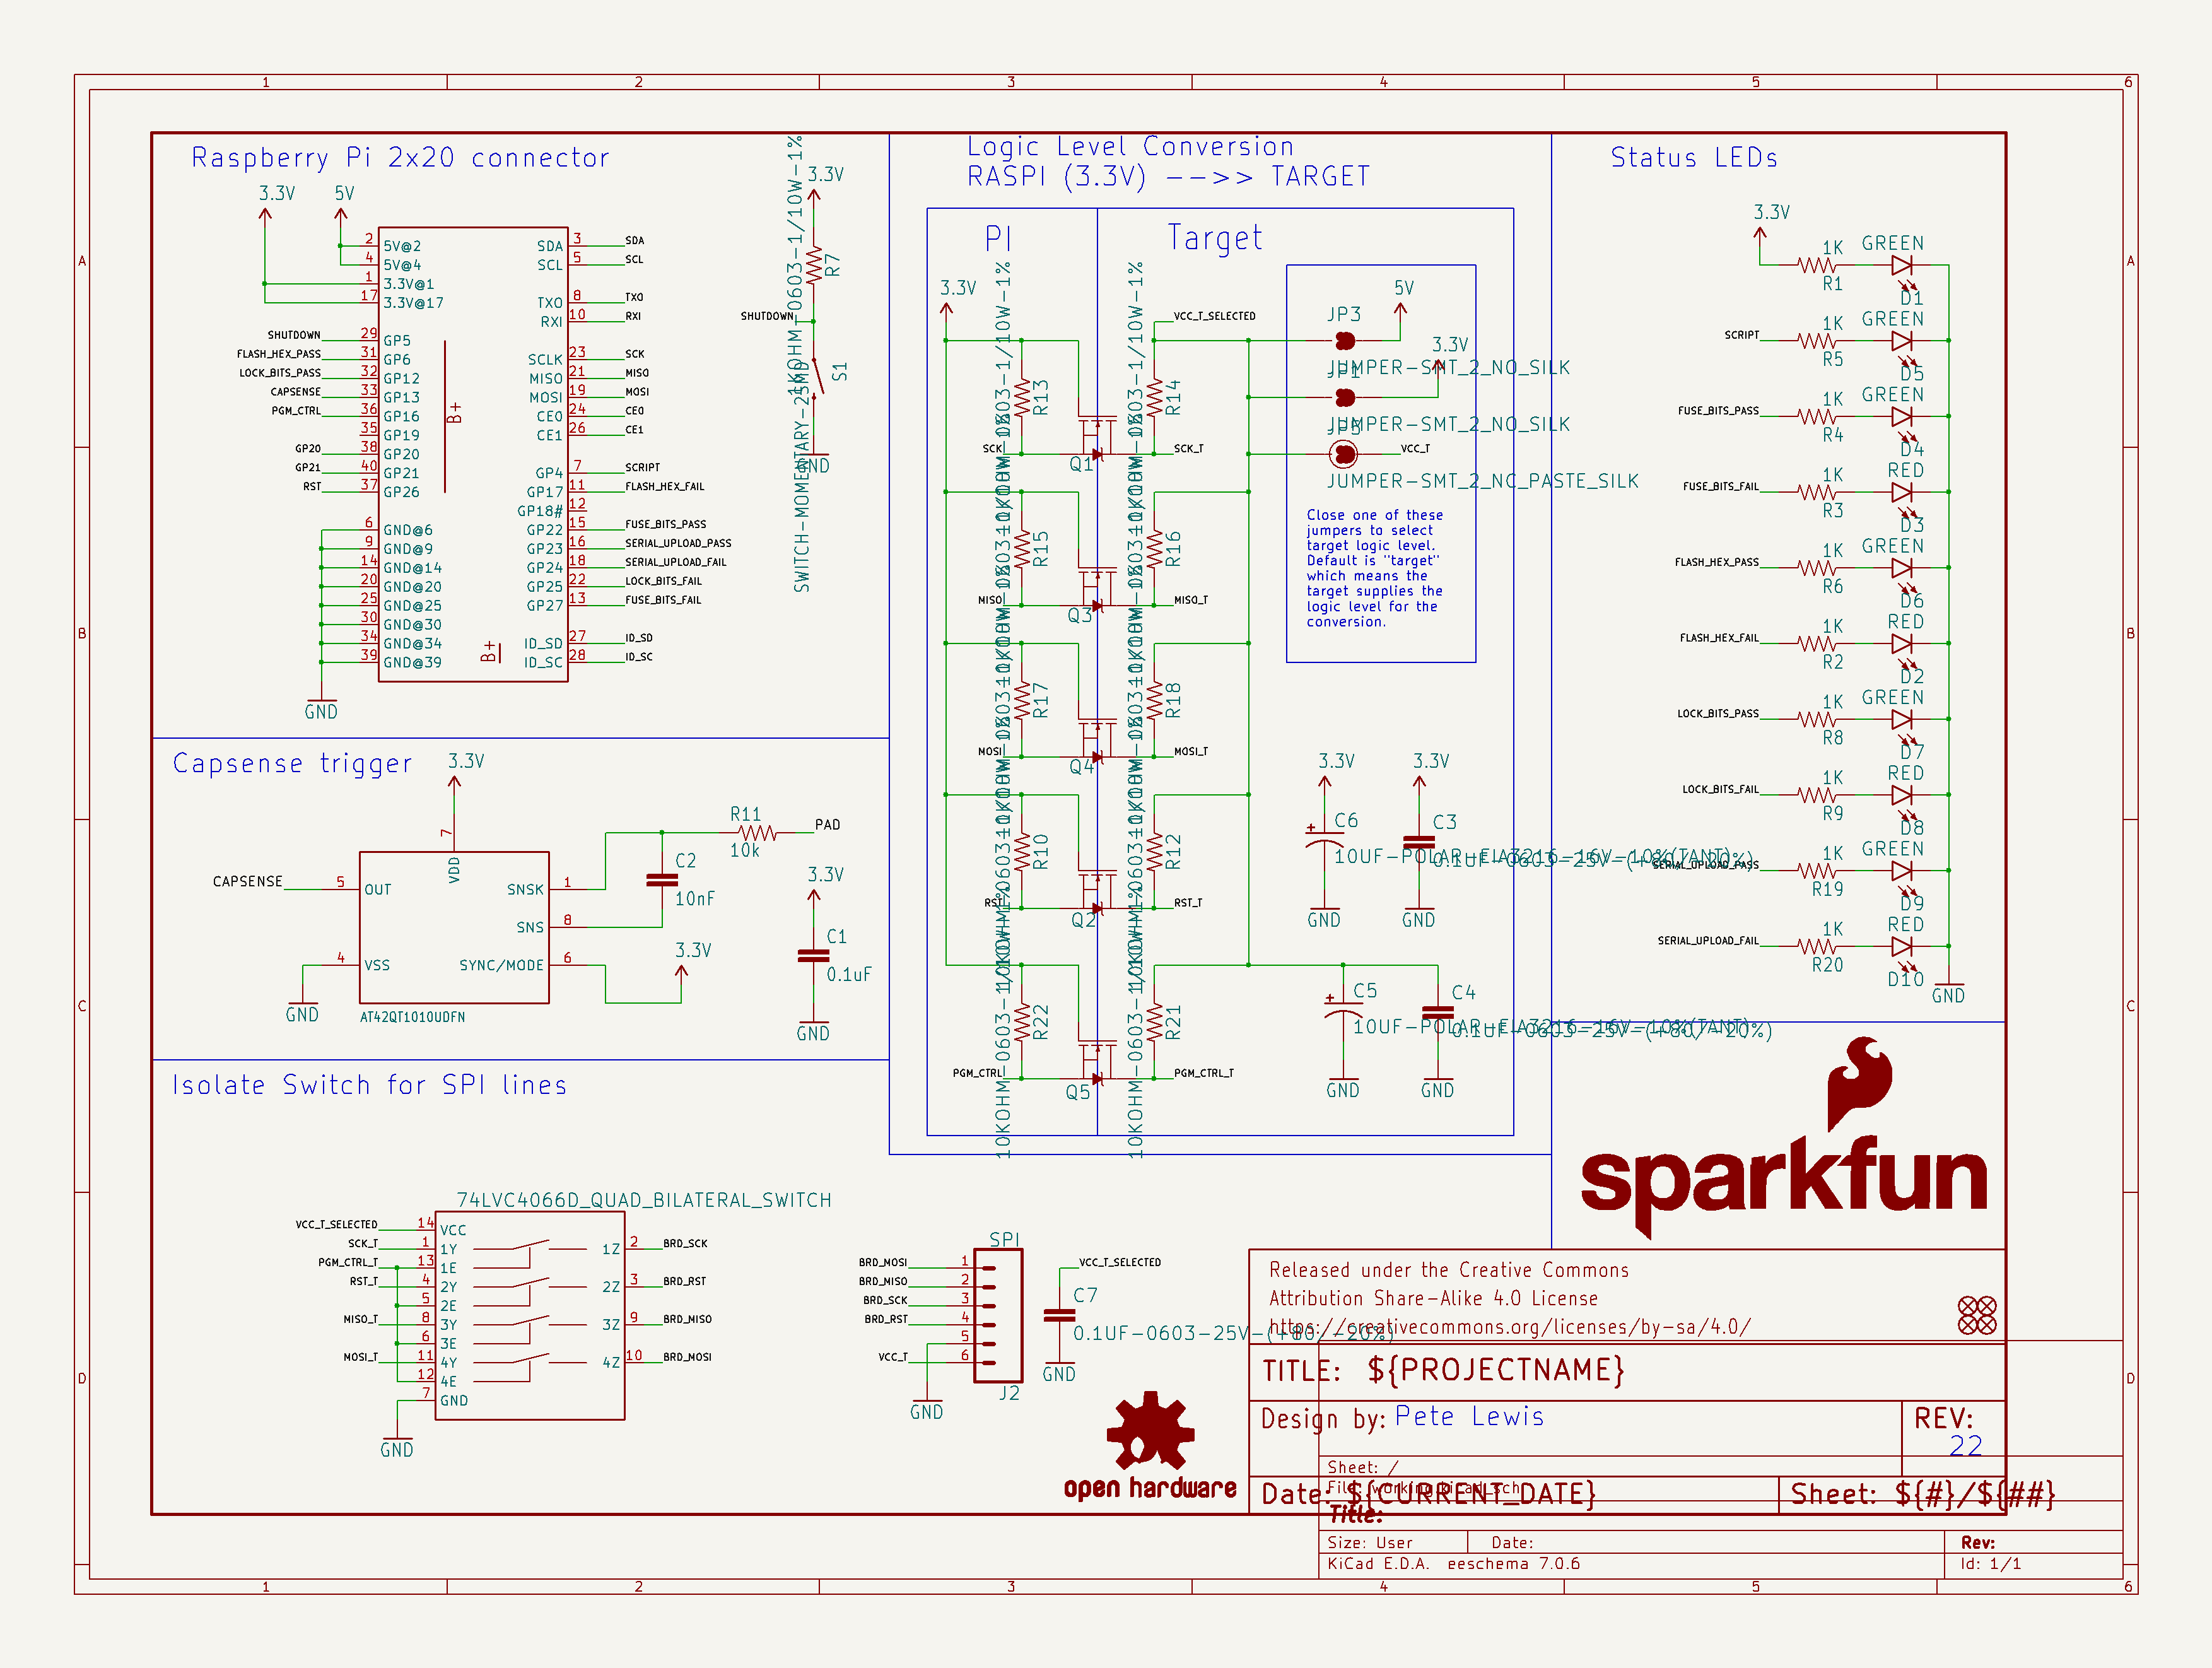 1 2 3 4 5 6
A
B
C
D
Raspberry Pi 2x20 connector
3.3V
5V
2 5V@2
4 5V@4
1 3.3V@1
17 3.3V@17
SHUTDOWN 29 GP5
FLASH_HEX_PASS 31 GP6
LOCK_BITS_PASS 32 GP12
CAPSENSE 33 GP13
PGM_CTRL 36 GP16
35 GP19
GP20 38 GP20
GP21 40 GP21
RST 37 GP26
6 GND@6
9 GND@9
14 GND@14
20 GND@20
25 GND@25
30 GND@30
34 GND@34
39 GND@39
GND
B+
B+
SDA 3 SDA
SCL 5 SCL
TXO 8 TXO
RXI 10 RXI
SCLK 23 SCK
MISO 21 MISO
MOSI 19 MOSI
CE0 24 CE0
CE1 26 CE1
GP4 7 SCRIPT
GP17 11 FLASH_HEX_FAIL
GP18# 12
GP22 15 FUSE_BITS_PASS
GP23 16 SERIAL_UPLOAD_PASS
GP24 18 SERIAL_UPLOAD_FAIL
GP25 22 LOCK_BITS_FAIL
GP27 13 FUSE_BITS_FAIL
ID_SD 27 ID_SD
ID_SC 28 ID_SC
3.3V
R7
SHUTDOWN
S1
SWITCH-MOMENTARY-2SMD
GND
Capsense trigger
3.3V
7
VDD
CAPSENSE 5 OUT
4 VSS
GND
SNSK 1
SNS 8
SYNC/MODE 6
AT42QT1010UDFN
R11
10k
PAD
C2
10nF
3.3V
3.3V
C1
0.1uF
GND
Isolate Switch for SPI lines
74LVC4066D_QUAD_BILATERAL_SWITCH
VCC_T_SELECTED 14 VCC
SCK_T 1 1Y
PGM_CTRL_T 13 1E
RST_T 4 2Y
5 2E
MISO_T 8 3Y
6 3E
MOSI_T 11 4Y
12 4E
7 GND
GND
1Z 2 BRD_SCK
2Z 3 BRD_RST
3Z 9 BRD_MISO
4Z 10 BRD_MOSI
SPI
BRD_MOSI 1
BRD_MISO 2
BRD_SCK 3
BRD_RST 4
5
VCC_T 6
J2
GND
VCC_T_SELECTED
C7
0.1UF-0603-25V-(+80/-20%)
GND
open hardware
Logic Level Conversion
RASPI (3.3V) -->> TARGET
PI
Target
3.3V
VCC_T_SELECTED
R13
R14
SCK
Q1
SCK_T
R15
R16
MISO
Q3
MISO_T
R17
R18
MOSI
Q4
MOSI_T
R10
R12
RST
Q2
RST_T
R22
R21
PGM_CTRL
Q5
PGM_CTRL_T
10KOHM-0603-1/10W-1%
10KOHM-0603-1/10W-1%
5V
JP3
JUMPER-SMT_2_NO_SILK
3.3V
JP1
JUMPER-SMT_2_NO_SILK
JP5
VCC_T
JUMPER-SMT_2_NC_PASTE_SILK
Close one of these
jumpers to select
target logic level.
Default is "target"
which means the
target supplies the
logic level for the
conversion.
3.3V
C6
10UF-POLAR-EIA3216-16V-10%(TANT)
GND
3.3V
C3
0.1UF-0603-25V-(+80/-20%)
GND
C5
10UF-POLAR-EIA3216-16V-10%(TANT)
GND
C4
0.1UF-0603-25V-(+80/-20%)
GND
Status LEDs
3.3V
1K GREEN
R1 D1
SCRIPT 1K GREEN
R5 D5
FUSE_BITS_PASS 1K GREEN
R4 D4
FUSE_BITS_FAIL 1K RED
R3 D3
FLASH_HEX_PASS 1K GREEN
R6 D6
FLASH_HEX_FAIL 1K RED
R2 D2
LOCK_BITS_PASS 1K GREEN
R8 D7
LOCK_BITS_FAIL 1K RED
R9 D8
SERIAL_UPLOAD_PASS 1K GREEN
R19 D9
SERIAL_UPLOAD_FAIL 1K RED
R20 D10
GND
sparkfun
Released under the Creative Commons
Attribution Share-Alike 4.0 License
https://creativecommons.org/licenses/by-sa/4.0/
TITLE: ${PROJECTNAME}
Design by: Pete Lewis
REV:
22
Date: ${CURRENT_DATE}
Sheet: ${#}/${##}
Sheet: /
File: working.kicad_sch
Title:
Size: User
Date:
Rev:
KiCad E.D.A. eeschema 7.0.6
Id: 1/1
1 2 3 4 5 6
A
B
C
D